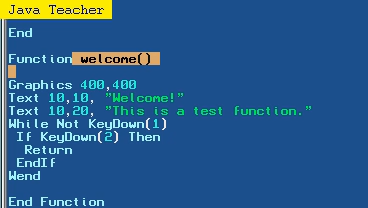 Java Teacher
End
Function welcome()
Graphics 400,400
Text 10,10, "Welcome!"
Text 10,20, "This is a test function."
While Not KeyDown(1)
If KeyDown(2) Then
Return
EndIf
Wend
End Function